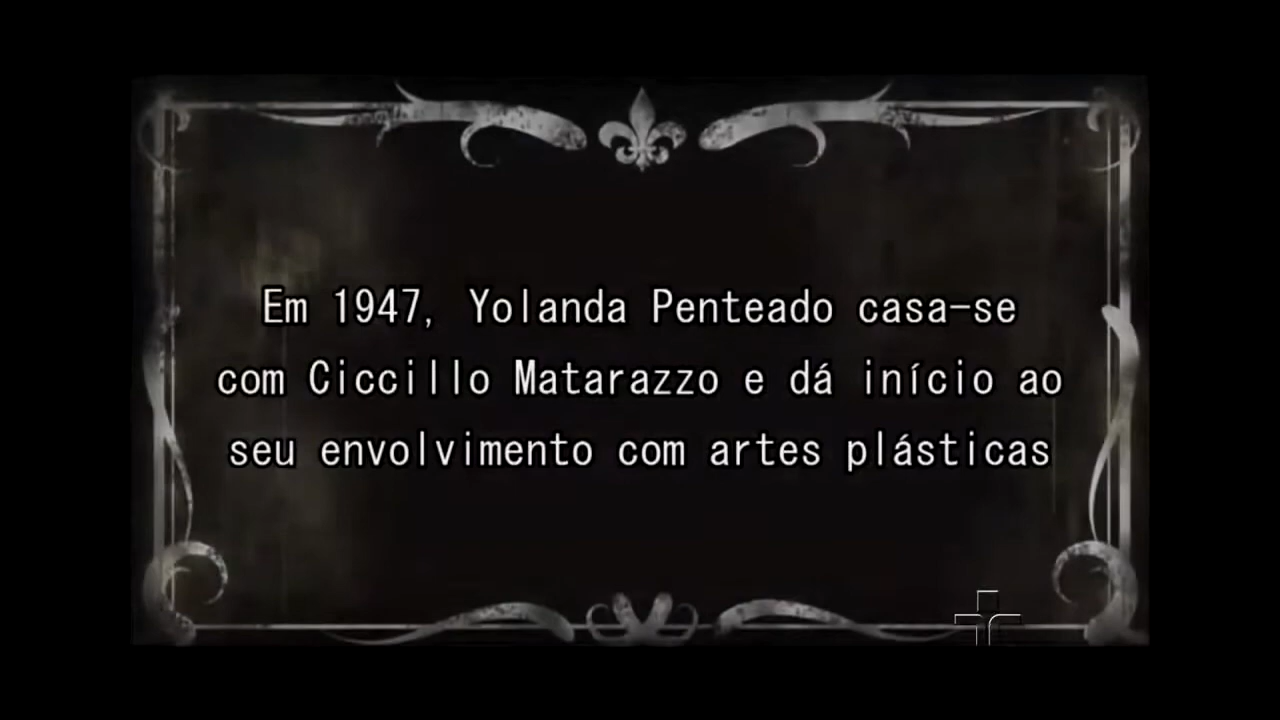 Em 1947, Yolanda Penteado casa-se
com Ciccillo Matarazzo e dá início ao
seu envolvimento com artes plásticas